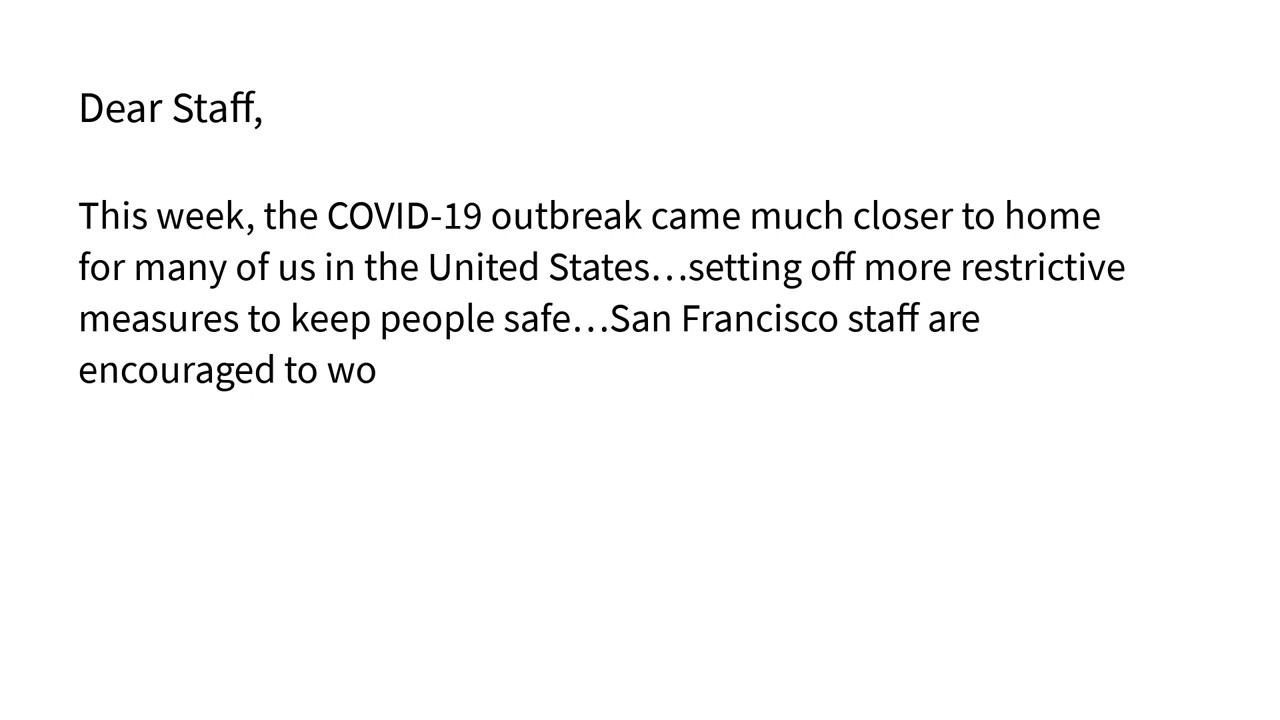 Dear Staff,
This week, the COVID-19 outbreak came much closer to home
for many of us in the United States…setting off more restrictive
measures to keep people safe…San Francisco staff are
encouraged to wo